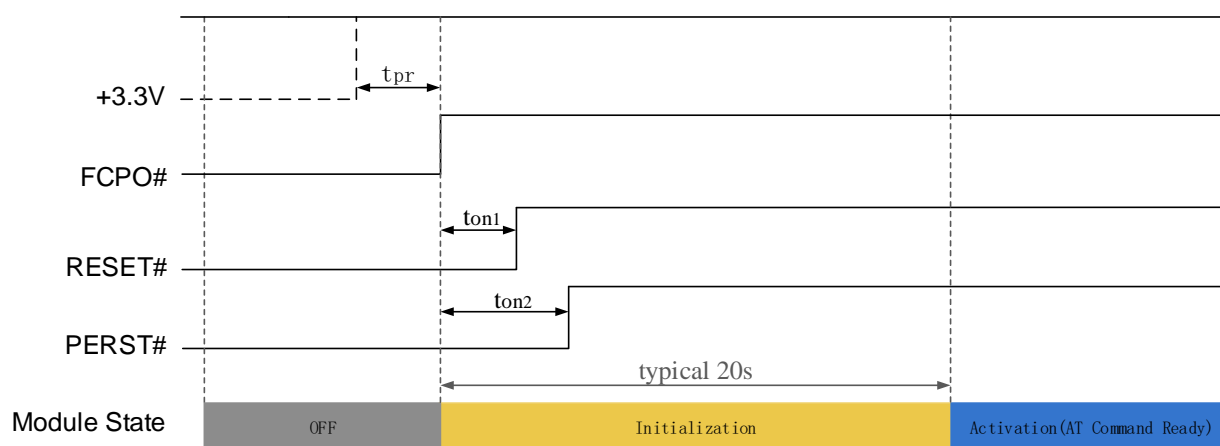 tpr
+3.3V
FCPO#
ton1
RESET#
ton2
PERST#
typical 20s
Module State
OFF
Initialization
Activation(AT Command Ready)